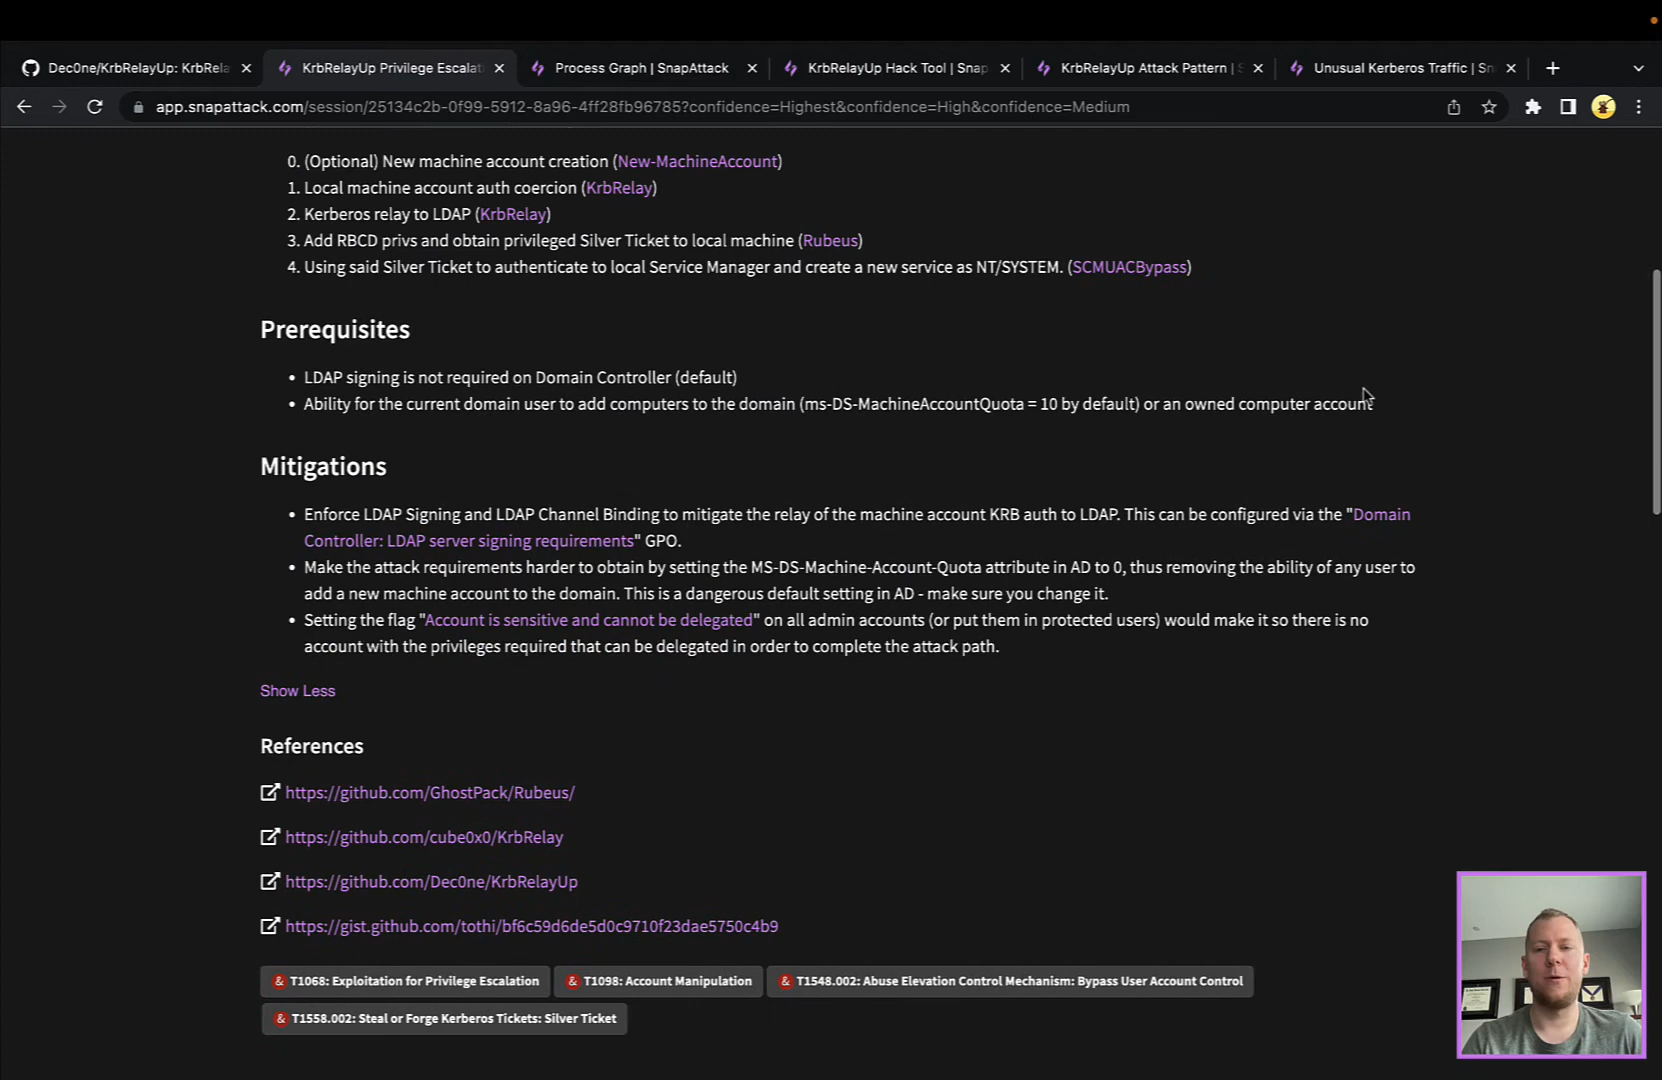 Dec0ne/KrbRelayUp: KrbRela
KrbRelayUp Privilege Escalati
Process Graph | SnapAttack
KrbRelayUp Hack Tool | Snap
KrbRelayUp Attack Pattern | S
Unusual Kerberos Traffic | Sn
app.snapattack.com/session/25134c2b-0f99-5912-8a96-4ff28fb96785?confidence=Highest&confidence=High&confidence=Medium
0. (Optional) New machine account creation (New-MachineAccount)
1. Local machine account auth coercion (KrbRelay)
2. Kerberos relay to LDAP (KrbRelay)
3. Add RBCD privs and obtain privileged Silver Ticket to local machine (Rubeus)
4. Using said Silver Ticket to authenticate to local Service Manager and create a new service as NT/SYSTEM. (SCMUACBypass)
Prerequisites
• LDAP signing is not required on Domain Controller (default)
• Ability for the current domain user to add computers to the domain (ms-DS-MachineAccountQuota = 10 by default) or an owned computer account
Mitigations
• Enforce LDAP Signing and LDAP Channel Binding to mitigate the relay of the machine account KRB auth to LDAP. This can be configured via the "Domain
Controller: LDAP server signing requirements" GPO.
• Make the attack requirements harder to obtain by setting the MS-DS-Machine-Account-Quota attribute in AD to 0, thus removing the ability of any user to
add a new machine account to the domain. This is a dangerous default setting in AD - make sure you change it.
• Setting the flag "Account is sensitive and cannot be delegated" on all admin accounts (or put them in protected users) would make it so there is no
account with the privileges required that can be delegated in order to complete the attack path.
Show Less
References
https://github.com/GhostPack/Rubeus/
https://github.com/cube0x0/KrbRelay
https://github.com/Dec0ne/KrbRelayUp
https://gist.github.com/tothi/bf6c59d6de5d0c9710f23dae5750c4b9
& T1068: Exploitation for Privilege Escalation
& T1098: Account Manipulation
& T1548.002: Abuse Elevation Control Mechanism: Bypass User Account Control
& T1558.002: Steal or Forge Kerberos Tickets: Silver Ticket